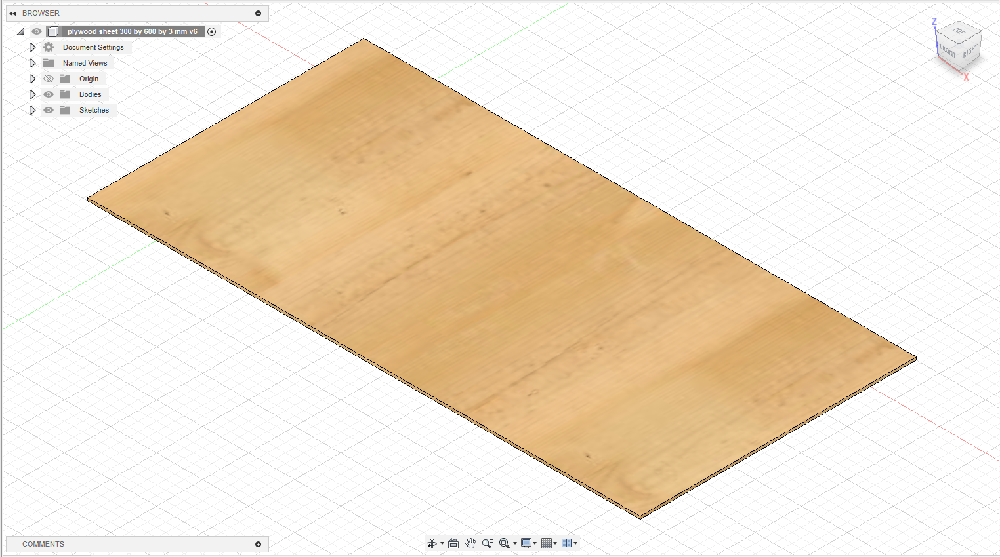 BROWSER
plywood sheet 300 by 600 by 3 mm v6
Document Settings
Named Views
Origin
Bodies
Sketches
Z
TOP
FRONT
RIGHT
X
COMMENTS